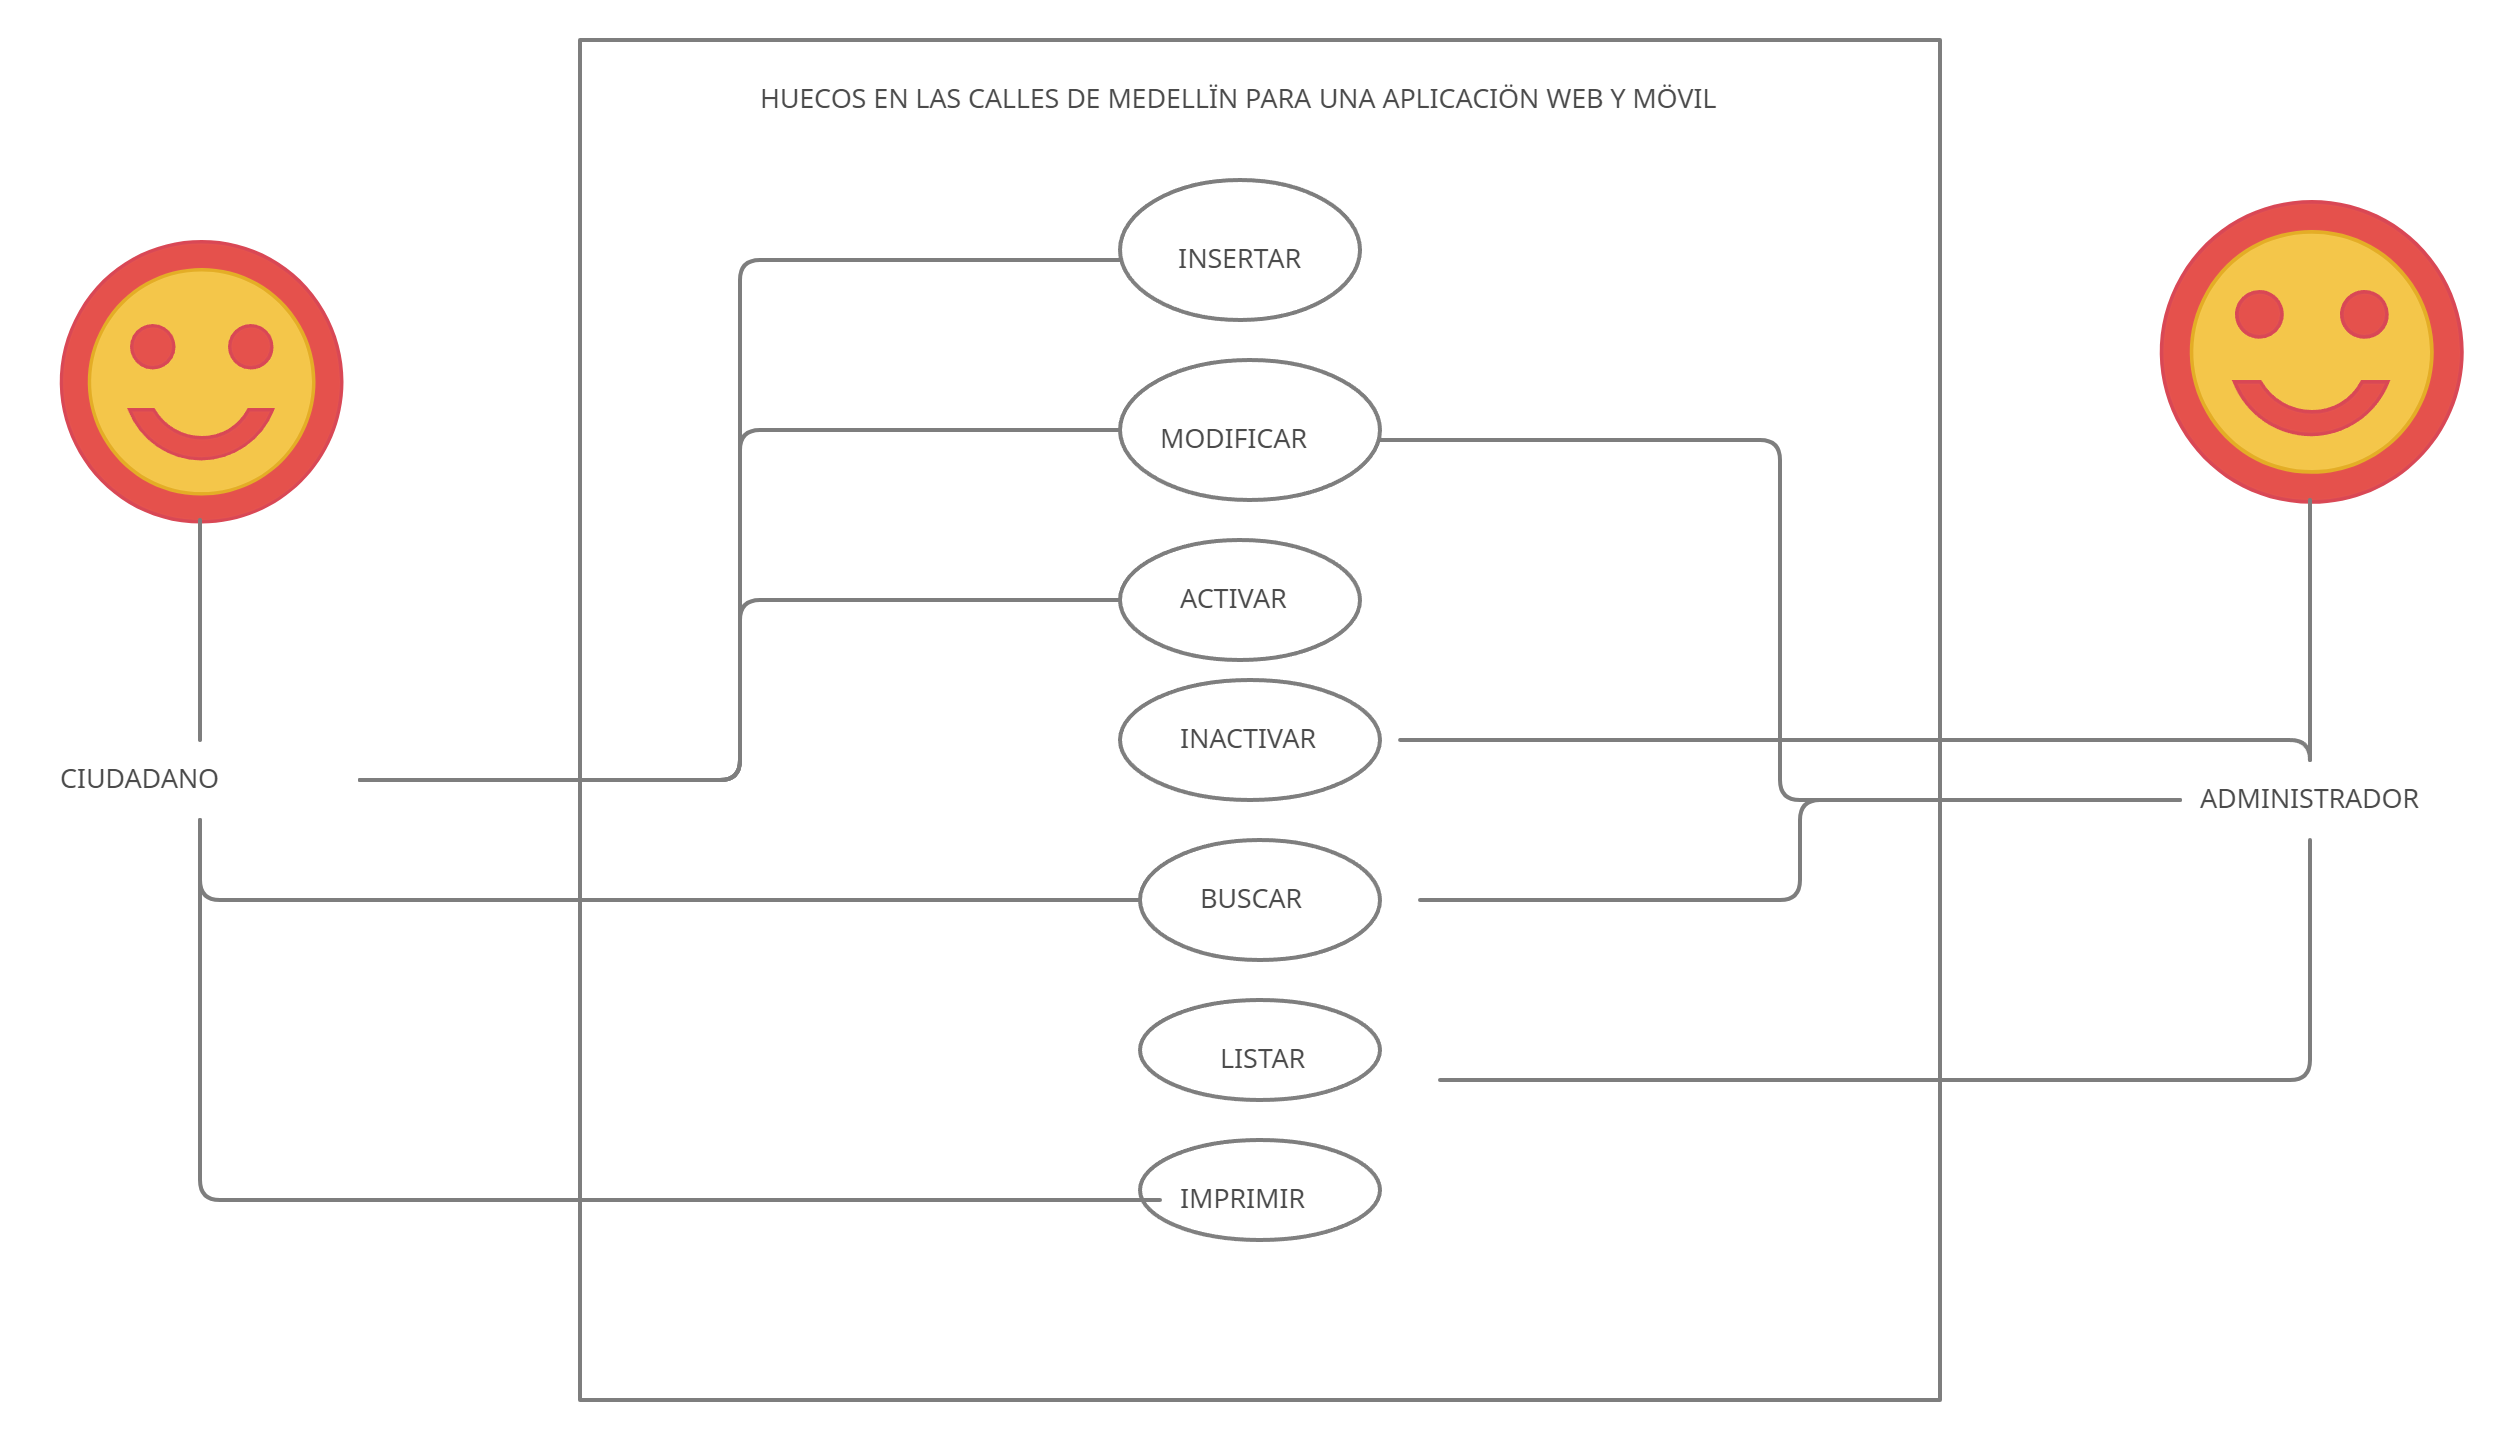 HUECOS EN LAS CALLES DE MEDELLÏN PARA UNA APLICACIÖN WEB Y MÖVIL
INSERTAR
MODIFICAR
ACTIVAR
INACTIVAR
CIUDADANO
ADMINISTRADOR
BUSCAR
LISTAR
IMPRIMIR